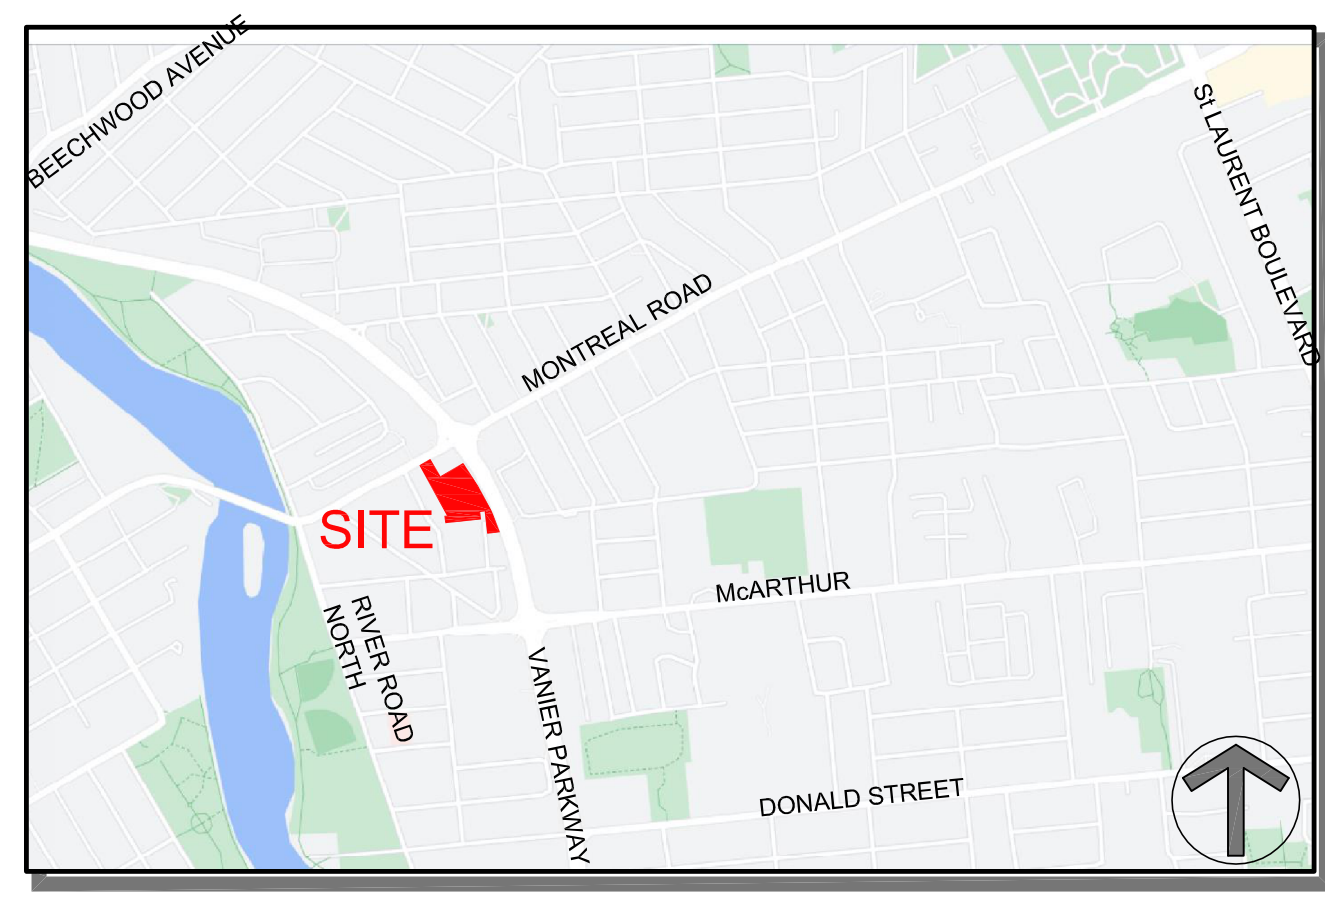 BEECHWOOD AVENUE
St LAURENT BOULEVARD
MONTREAL ROAD
SITE
McARTHUR
RIVER ROAD
NORTH
VANIER PARKWAY
DONALD STREET